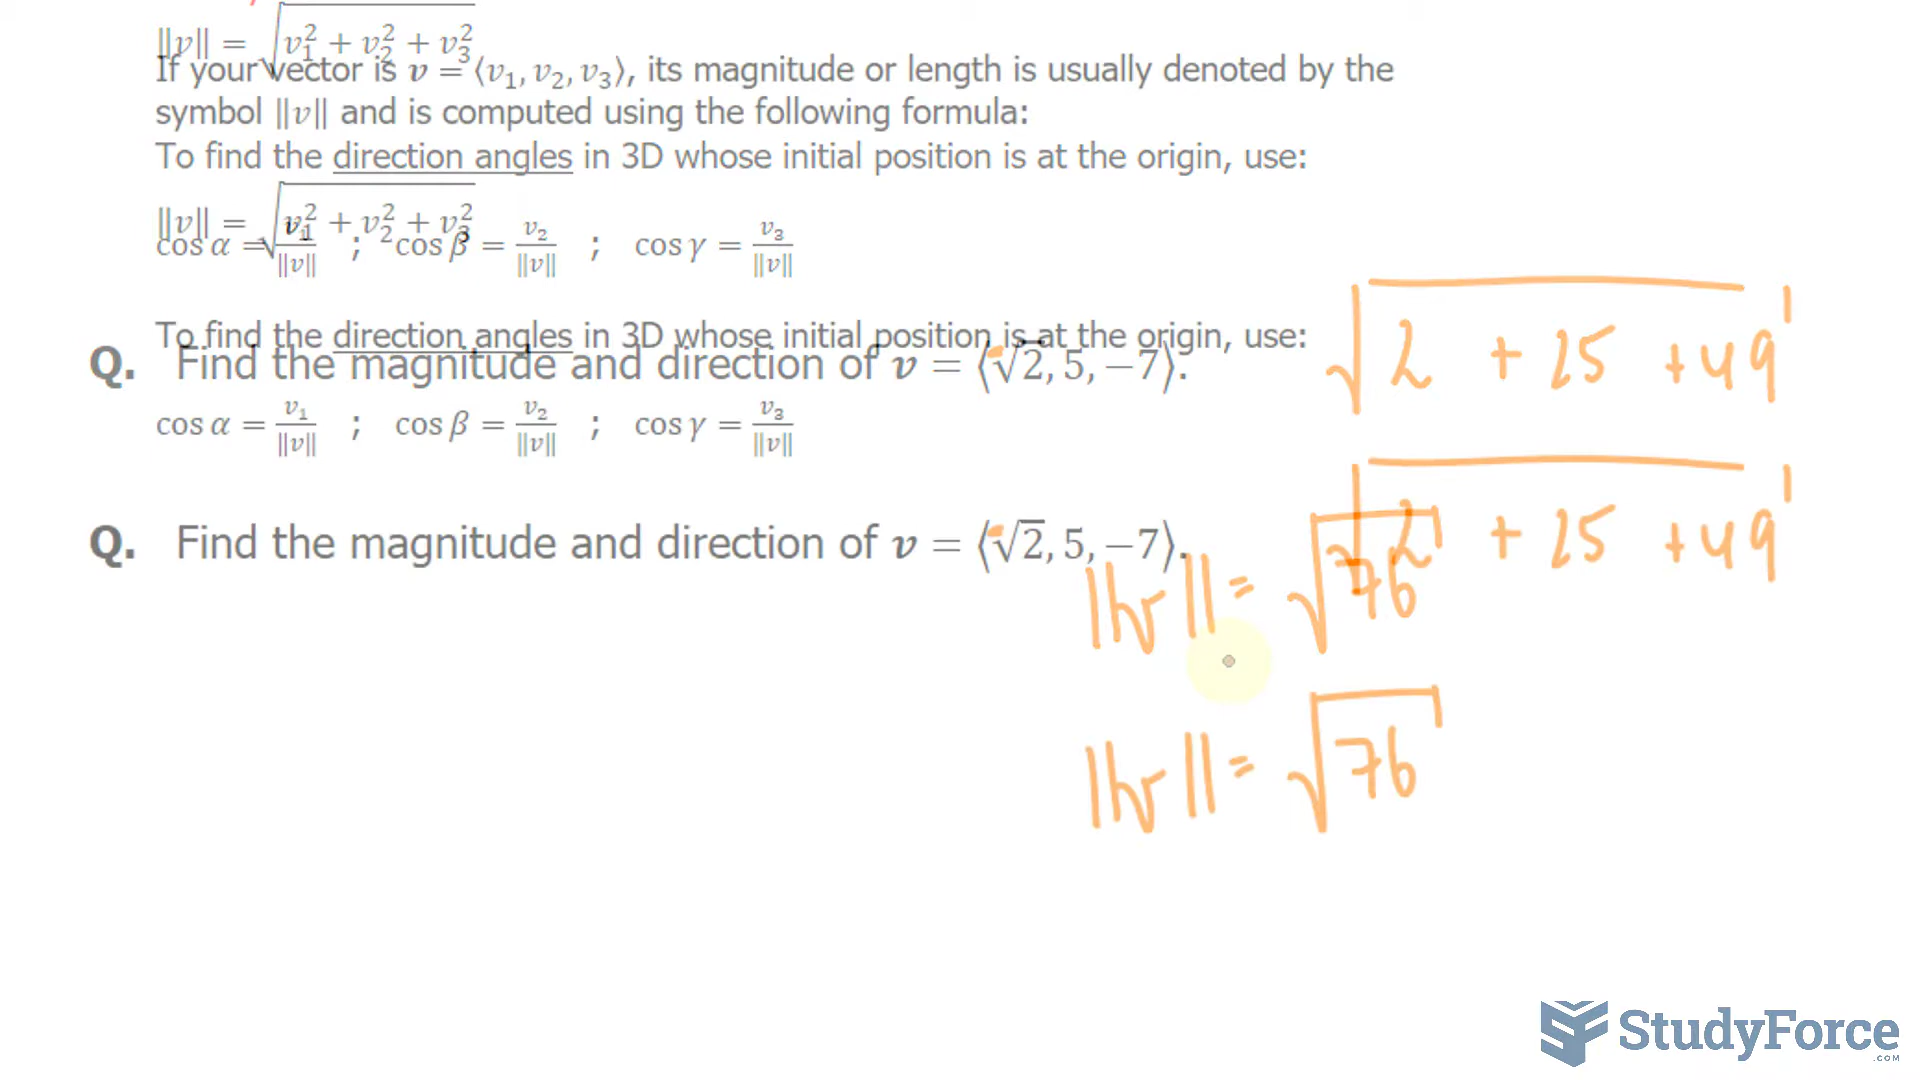 ‖v‖ = √v₁² + v₂² + v₃²
If your vector is v = ⟨v₁, v₂, v₃⟩, its magnitude or length is usually denoted by the
symbol ‖v‖ and is computed using the following formula:
To find the direction angles in 3D whose initial position is at the origin, use:
‖v‖ = √v₁² + v₂² + v₃²
cos α = v₁/‖v‖ ; cos β = v₂/‖v‖ ; cos γ = v₃/‖v‖
To find the direction angles in 3D whose initial position is at the origin, use:
Q. Find the magnitude and direction of v = ⟨√2, 5, −7⟩.
√2 + 25 + 49
cos α = v₁/‖v‖ ; cos β = v₂/‖v‖ ; cos γ = v₃/‖v‖
Q. Find the magnitude and direction of v = ⟨√2, 5, −7⟩.
√2 + 25 + 49
‖v‖ = √76
‖v‖ = √76
StudyForce
.COM